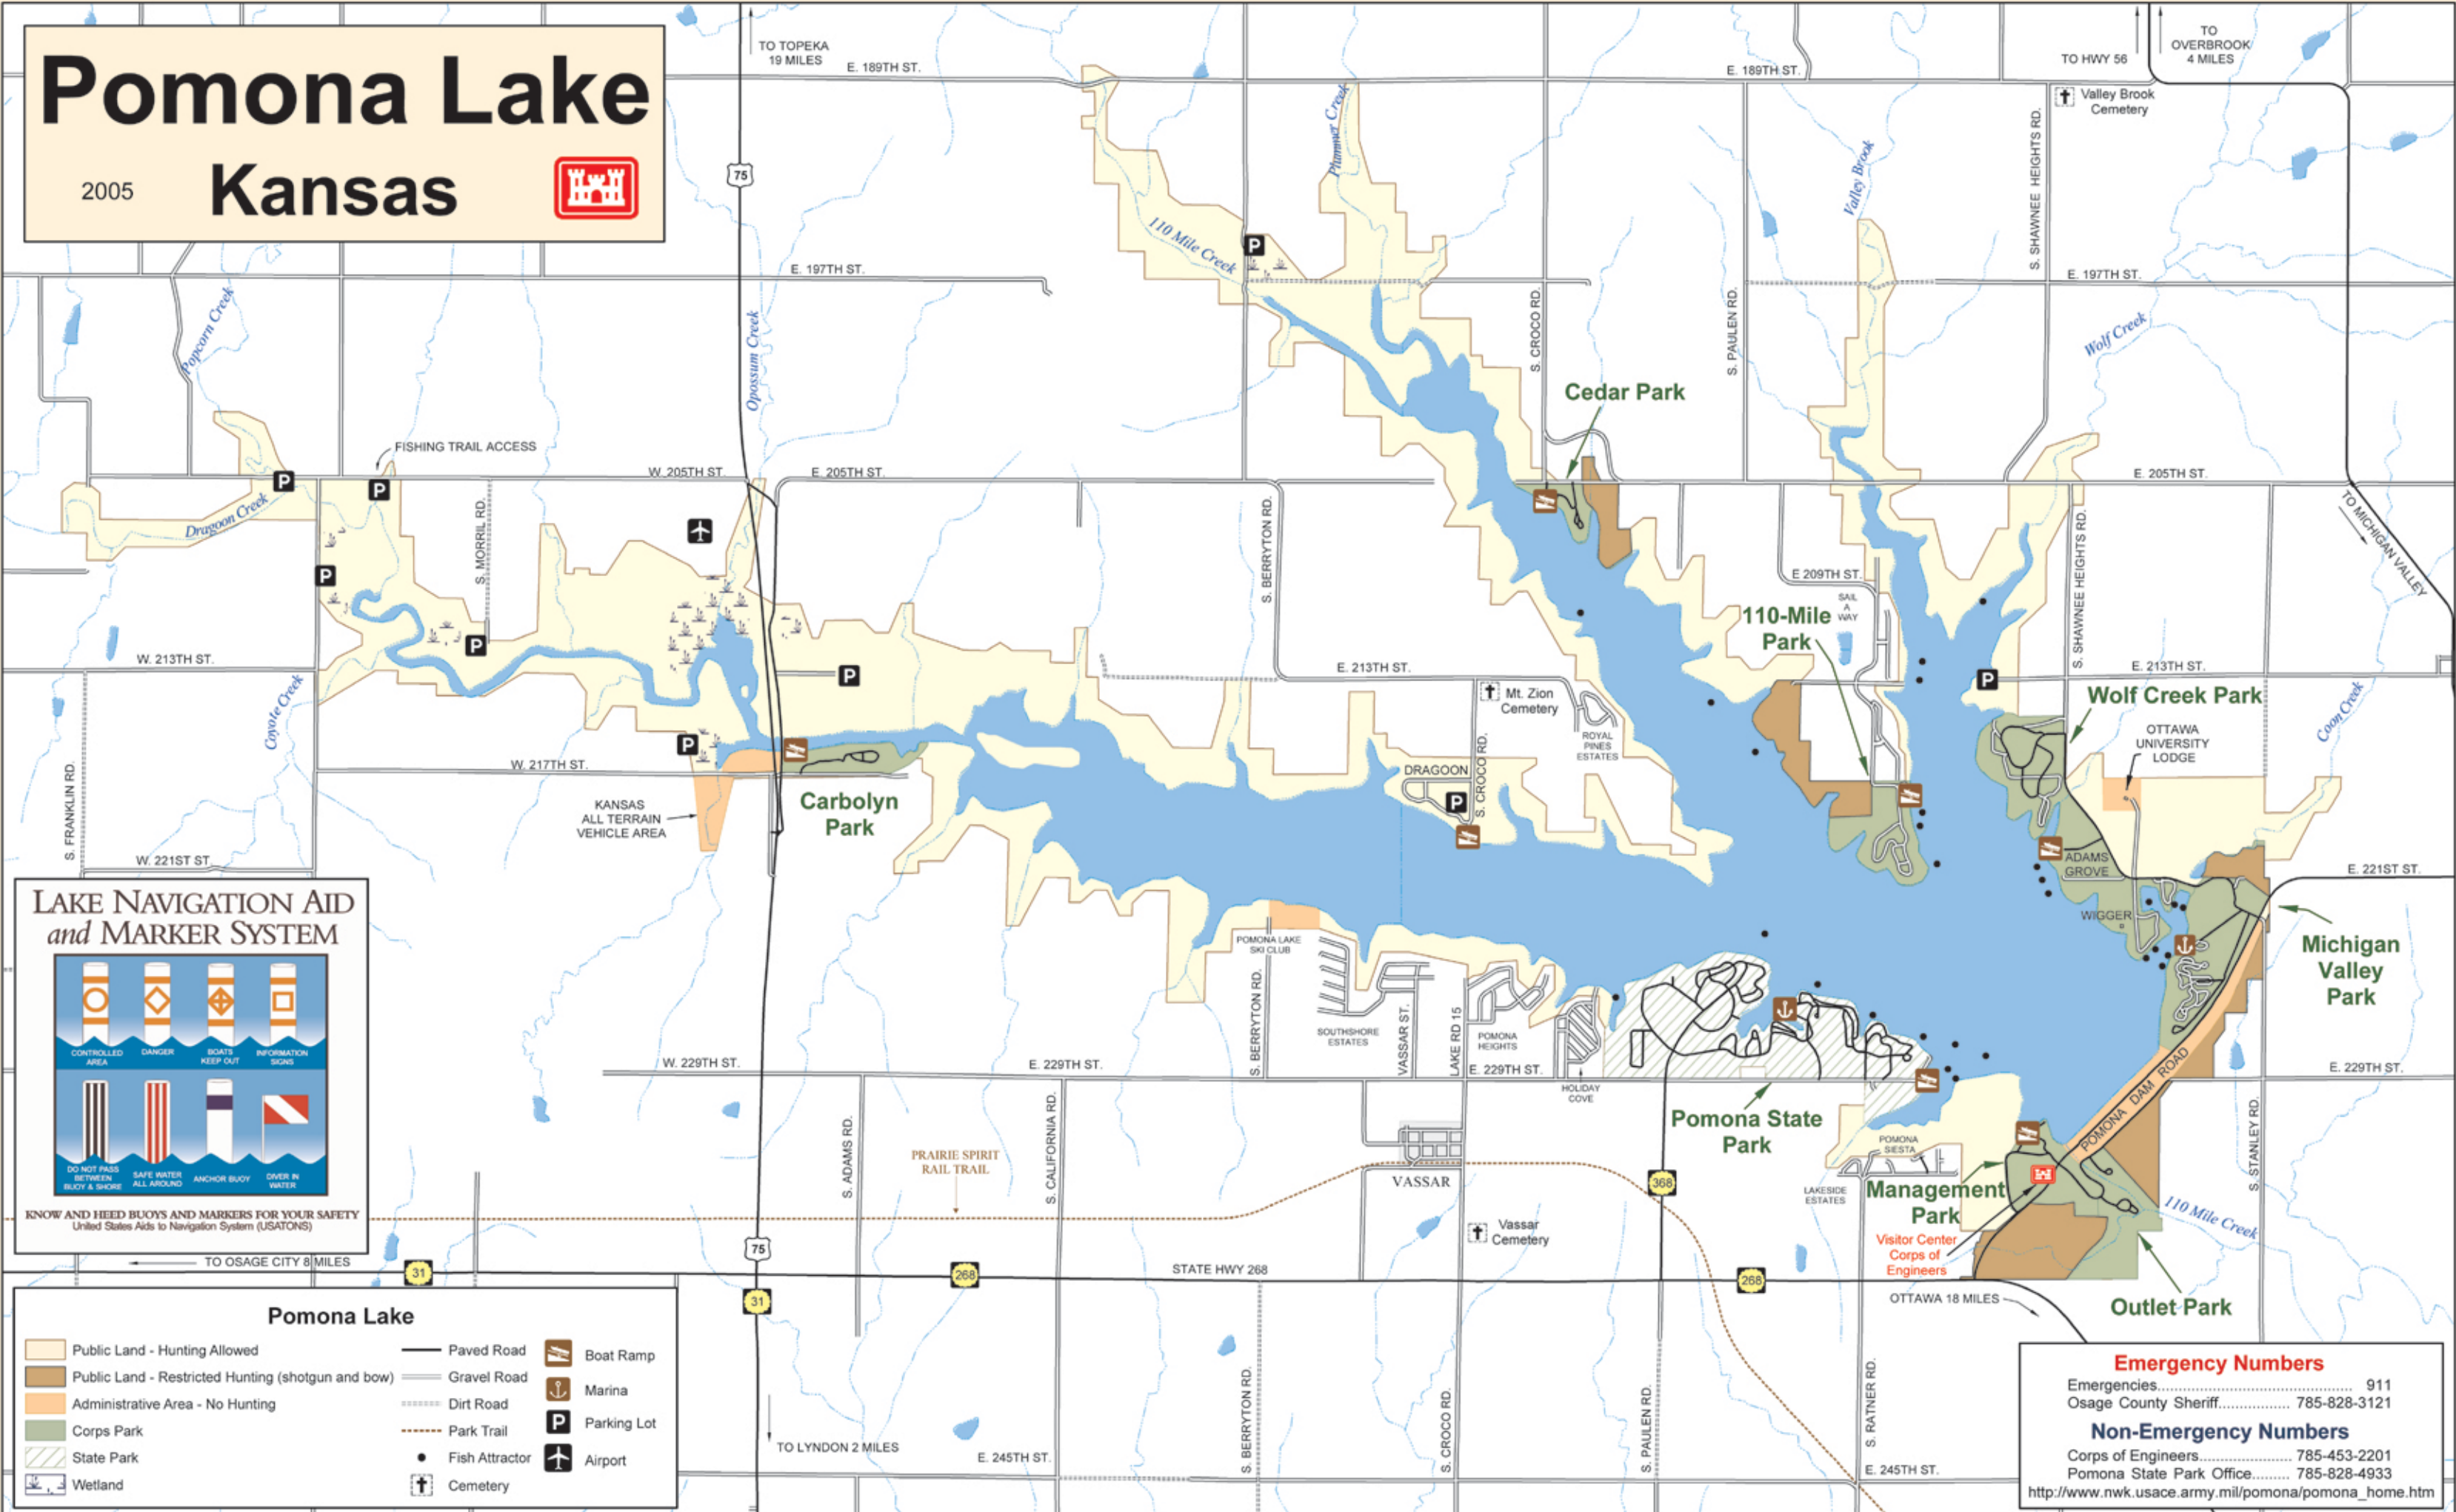 Pomona Lake
2005
Kansas
TO TOPEKA
19 MILES
E. 189TH ST.
E. 189TH ST.
TO HWY 56
TO
OVERBROOK
4 MILES
Valley Brook
Cemetery
75
Plummer Creek
Valley Brook
S. SHAWNEE HEIGHTS RD.
110 Mile Creek
P
E. 197TH ST.
E. 197TH ST.
Popcorn Creek
Opossum Creek
S. CROCO RD.
S. PAULEN RD.
Wolf Creek
Cedar Park
FISHING TRAIL ACCESS
W. 205TH ST.
E. 205TH ST.
E. 205TH ST.
P
P
Dragoon Creek
S. MORRIL RD.
S. BERRYTON RD.
S. SHAWNEE HEIGHTS RD.
TO MICHIGAN VALLEY
P
E 209TH ST.
SAIL
A
WAY
110-Mile
Park
P
W. 213TH ST.
P
E. 213TH ST.
P
E. 213TH ST.
Coyote Creek
Mt. Zion
Cemetery
Wolf Creek Park
Coon Creek
ROYAL
PINES
ESTATES
OTTAWA
UNIVERSITY
LODGE
P
W. 217TH ST.
S. FRANKLIN RD.
DRAGOON
P
S. CROCO RD.
KANSAS
ALL TERRAIN
VEHICLE AREA
Carbolyn
Park
W. 221ST ST.
ADAMS
GROVE
E. 221ST ST.
WIGGER
Michigan
Valley
Park
LAKE NAVIGATION AID
and MARKER SYSTEM
CONTROLLED
AREA
DANGER
BOATS
KEEP OUT
INFORMATION
SIGNS
DO NOT PASS
BETWEEN
BUOY & SHORE
SAFE WATER
ALL AROUND
ANCHOR BUOY
DIVER IN
WATER
KNOW AND HEED BUOYS AND MARKERS FOR YOUR SAFETY
United States Aids to Navigation System (USATONS)
POMONA LAKE
SKI CLUB
S. BERRYTON RD.
SOUTHSHORE
ESTATES
VASSAR ST.
LAKE RD 15
POMONA
HEIGHTS
W. 229TH ST.
E. 229TH ST.
E. 229TH ST.
E. 229TH ST.
HOLIDAY
COVE
POMONA DAM ROAD
S. STANLEY RD.
Pomona State
Park
S. ADAMS RD.
S. CALIFORNIA RD.
PRAIRIE SPIRIT
RAIL TRAIL
VASSAR
368
POMONA
SIESTA
LAKESIDE
ESTATES
Management
Park
110 Mile Creek
Vassar
Cemetery
Visitor Center
Corps of
Engineers
75
TO OSAGE CITY 8 MILES
31
268
STATE HWY 268
268
OTTAWA 18 MILES
Outlet Park
31
Pomona Lake
Public Land - Hunting Allowed
Public Land - Restricted Hunting (shotgun and bow)
Administrative Area - No Hunting
Corps Park
State Park
Wetland
Paved Road
Gravel Road
Dirt Road
Park Trail
Fish Attractor
Cemetery
Boat Ramp
Marina
P Parking Lot
Airport
TO LYNDON 2 MILES
S. BERRYTON RD.
S. CROCO RD.
S. PAULEN RD.
S. RATNER RD.
E. 245TH ST.
E. 245TH ST.
Emergency Numbers
Emergencies.......................................... 911
Osage County Sheriff................ 785-828-3121
Non-Emergency Numbers
Corps of Engineers..................... 785-453-2201
Pomona State Park Office......... 785-828-4933
http://www.nwk.usace.army.mil/pomona/pomona_home.htm